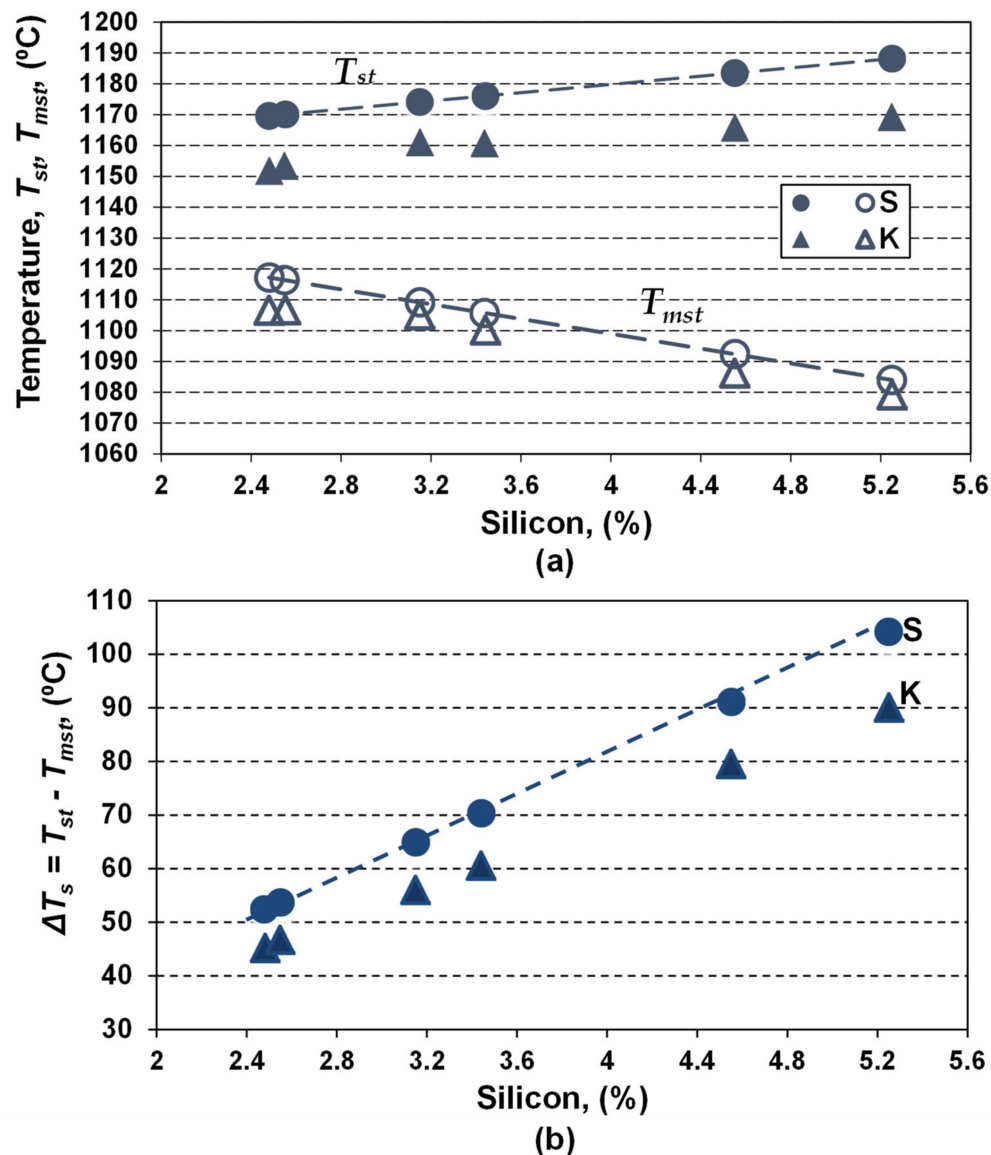 Temperature, Tst, Tmst, (ºC)
1200
1190
1180
1170
1160
1150
1140
1130
1120
1110
1100
1090
1080
1070
1060
Tst
S
K
Tmst
2 2.4 2.8 3.2 3.6 4 4.4 4.8 5.2 5.6
Silicon, (%)
(a)
ΔTs = Tst - Tmst, (ºC)
110
100
90
80
70
60
50
40
30
S
K
2 2.4 2.8 3.2 3.6 4 4.4 4.8 5.2 5.6
Silicon, (%)
(b)